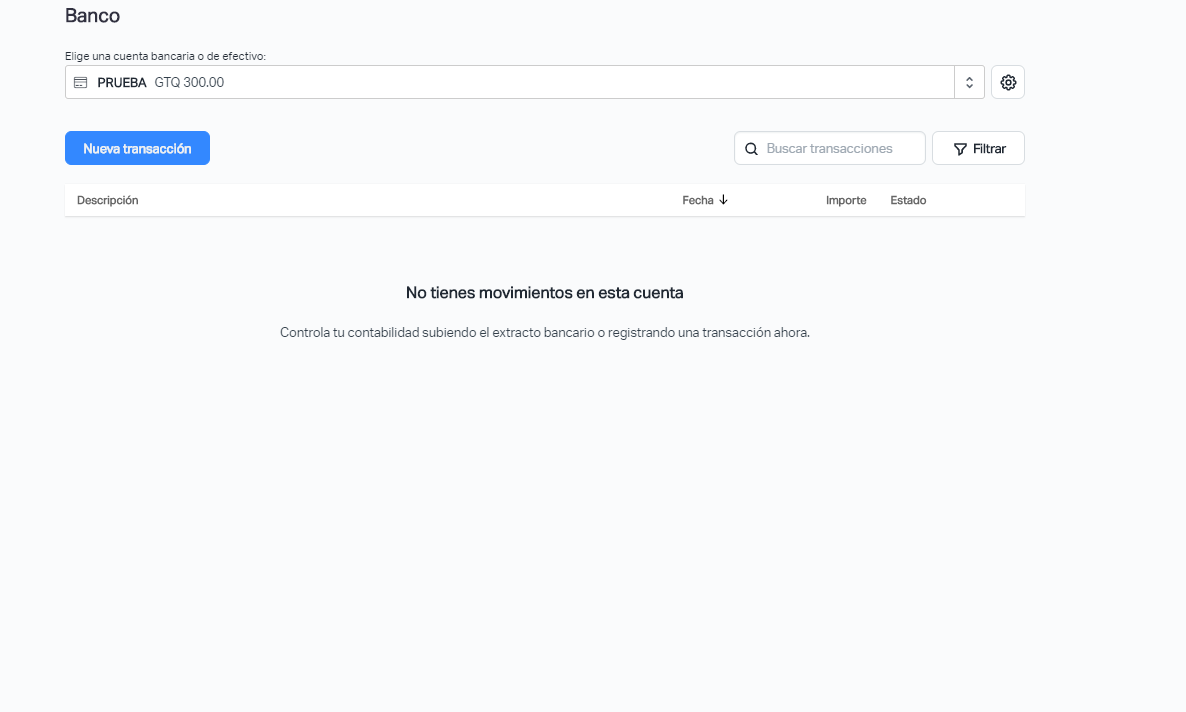 Banco
Elige una cuenta bancaria o de efectivo:
PRUEBA GTQ 300.00
Nueva transacción
Buscar transacciones
Filtrar
Descripción Fecha Importe Estado
No tienes movimientos en esta cuenta
Controla tu contabilidad subiendo el extracto bancario o registrando una transacción ahora.